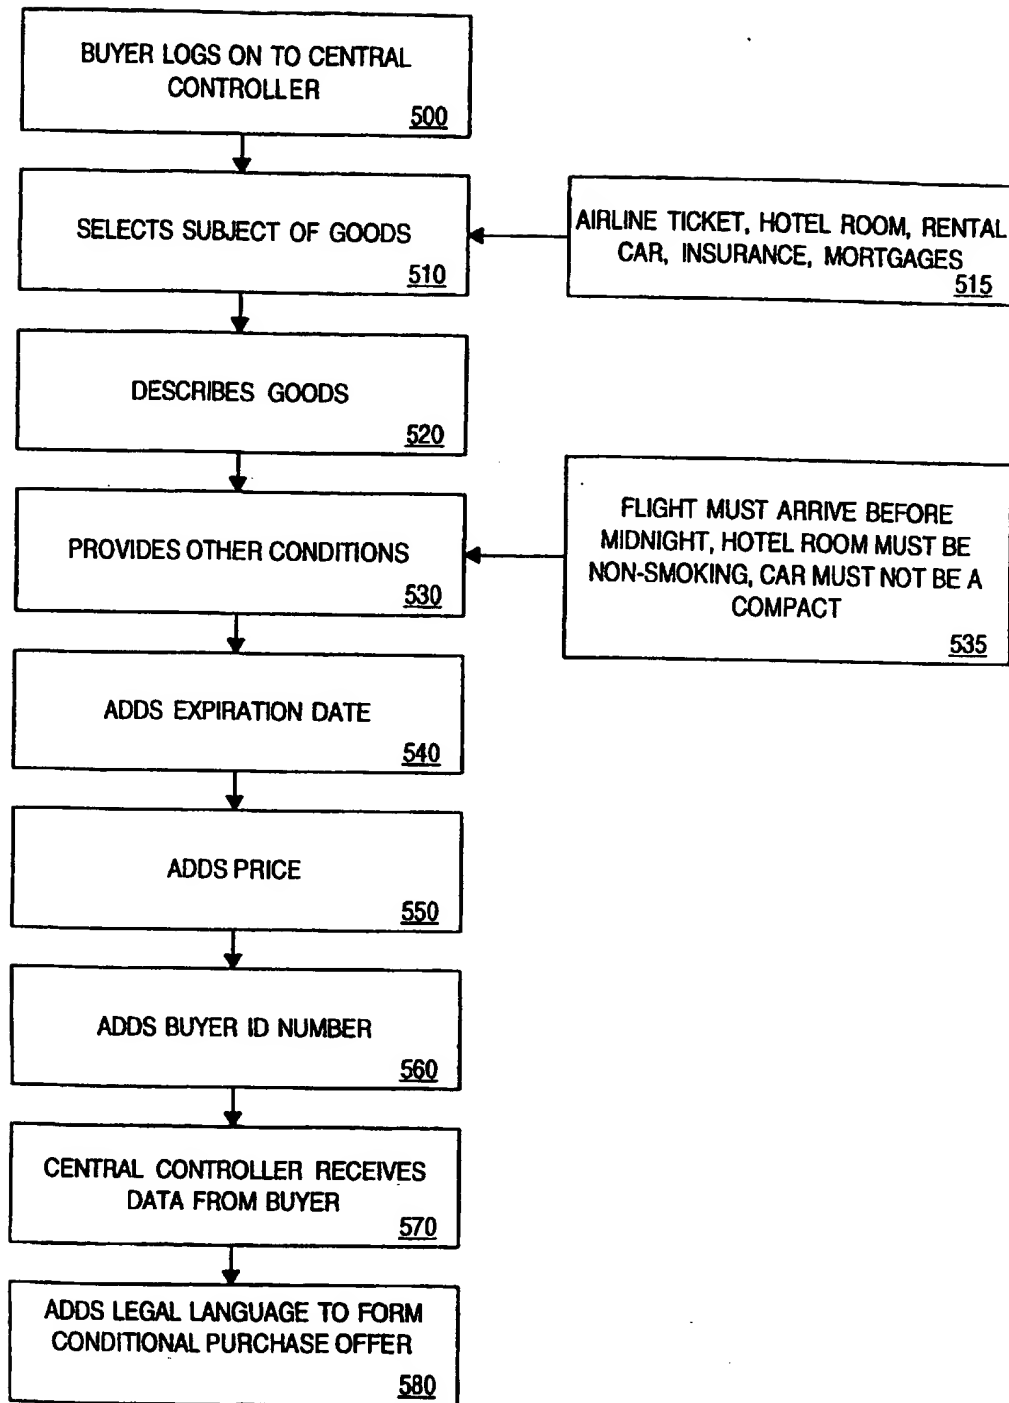 BUYER LOGS ON TO CENTRAL
CONTROLLER
500
SELECTS SUBJECT OF GOODS
510
AIRLINE TICKET, HOTEL ROOM, RENTAL
CAR, INSURANCE, MORTGAGES
515
DESCRIBES GOODS
520
PROVIDES OTHER CONDITIONS
530
FLIGHT MUST ARRIVE BEFORE
MIDNIGHT, HOTEL ROOM MUST BE
NON-SMOKING, CAR MUST NOT BE A
COMPACT
535
ADDS EXPIRATION DATE
540
ADDS PRICE
550
ADDS BUYER ID NUMBER
560
CENTRAL CONTROLLER RECEIVES
DATA FROM BUYER
570
ADDS LEGAL LANGUAGE TO FORM
CONDITIONAL PURCHASE OFFER
580